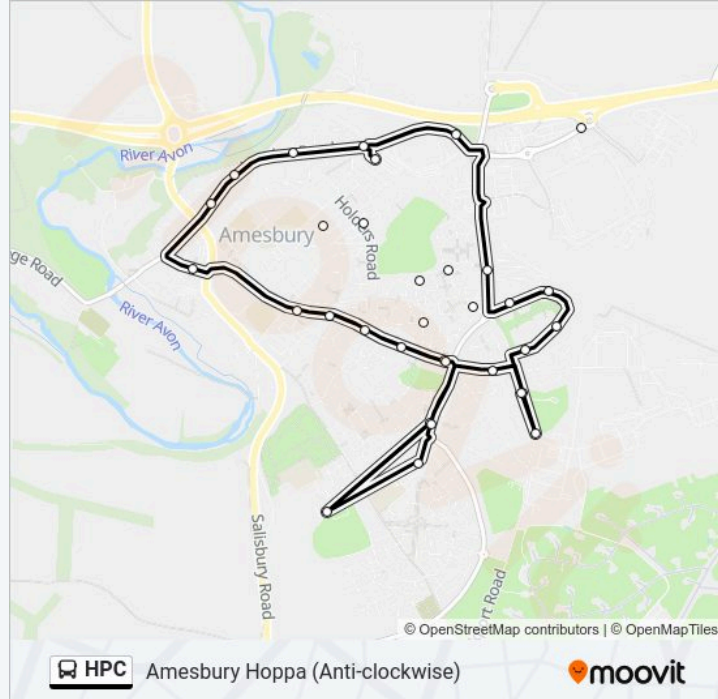 River Avon
Holders Road
Amesbury
ge Road
River Avon
Salisbury Road
ort Road
© OpenStreetMap contributors | © OpenMapTiles
HPC Amesbury Hoppa (Anti-clockwise)
moovit